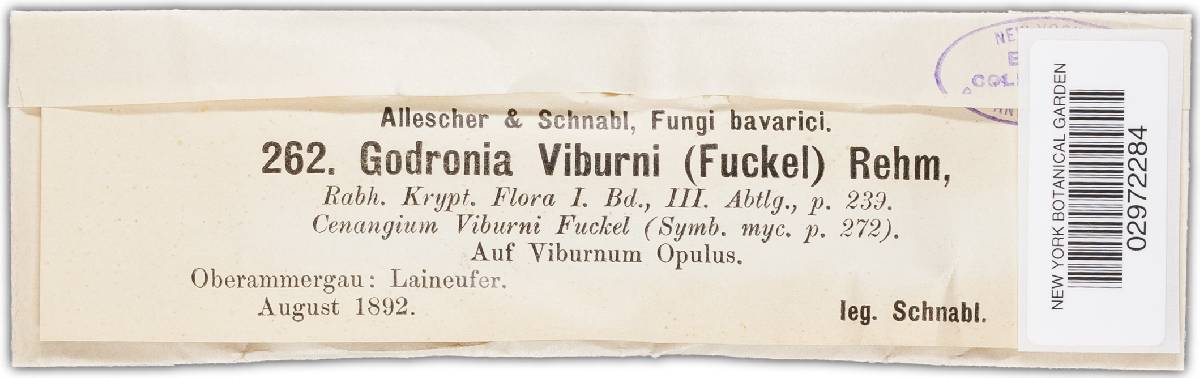 Allescher & Schnabl, Fungi bavarici.
262. Godronia Viburni (Fuckel) Rehm,
Rabh. Krypt. Flora I. Bd., III. Abtlg., p. 239.
Cenangium Viburni Fuckel (Symb. myc. p. 272).
Auf Viburnum Opulus.
Oberammergau: Laineufer.
August 1892.
leg. Schnabl.
NEW YORK BOTANICAL GARDEN
02972284